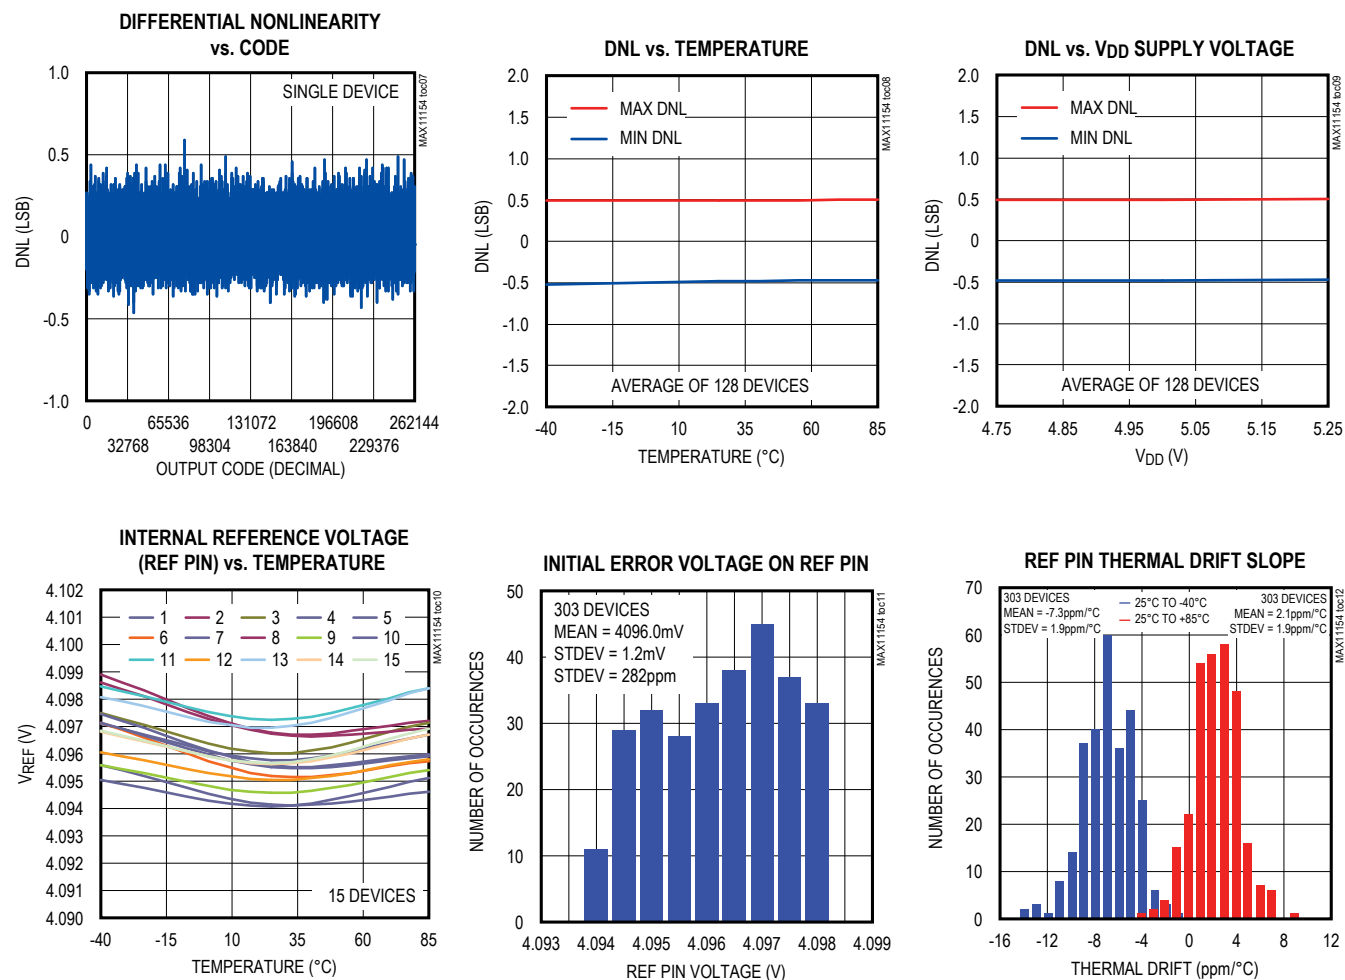 DIFFERENTIAL NONLINEARITY
vs. CODE
1.0
0.5
0
-0.5
-1.0
DNL (LSB)
SINGLE DEVICE
MAX11154 toc07
0 65536 131072 196608 262144
32768 98304 163840 229376
OUTPUT CODE (DECIMAL)
DNL vs. TEMPERATURE
2.0
1.5
1.0
0.5
0
-0.5
-1.0
-1.5
-2.0
DNL (LSB)
MAX DNL
MIN DNL
AVERAGE OF 128 DEVICES
MAX11154 toc08
-40 -15 10 35 60 85
TEMPERATURE (°C)
DNL vs. VDD SUPPLY VOLTAGE
2.0
1.5
1.0
0.5
0
-0.5
-1.0
-1.5
-2.0
DNL (LSB)
MAX DNL
MIN DNL
AVERAGE OF 128 DEVICES
MAX11154 toc09
4.75 4.85 4.95 5.05 5.15 5.25
VDD (V)
INTERNAL REFERENCE VOLTAGE
(REF PIN) vs. TEMPERATURE
4.102
4.101
4.100
4.099
4.098
4.097
4.096
4.095
4.094
4.093
4.092
4.091
4.090
VREF (V)
1 2 3 4 5
6 7 8 9 10
11 12 13 14 15
15 DEVICES
MAX11154 toc10
-40 -15 10 35 60 85
TEMPERATURE (°C)
INITIAL ERROR VOLTAGE ON REF PIN
50
40
30
20
10
0
NUMBER OF OCCURENCES
303 DEVICES
MEAN = 4096.0mV
STDEV = 1.2mV
STDEV = 282ppm
MAX11154 toc11
4.093 4.094 4.095 4.096 4.097 4.098 4.099
REF PIN VOLTAGE (V)
REF PIN THERMAL DRIFT SLOPE
70
60
50
40
30
20
10
0
NUMBER OF OCCURENCES
303 DEVICES
MEAN = -7.3ppm/°C
STDEV = 1.9ppm/°C
25°C TO -40°C
25°C TO +85°C
303 DEVICES
MEAN = 2.1ppm/°C
STDEV = 1.9ppm/°C
MAX11154 toc12
-16 -12 -8 -4 0 4 8 12
THERMAL DRIFT (ppm/°C)